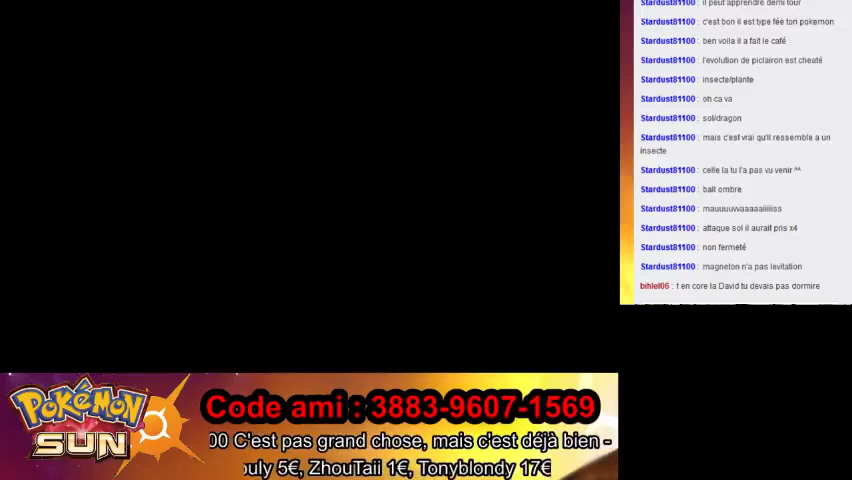 Stardust81100 : il peut apprendre demi tour
Stardust81100 : c'est bon il est type fée ton pokemon
Stardust81100 : ben voila il a fait le café
Stardust81100 : l'evolution de piclairon est cheaté
Stardust81100 : insecte/plante
Stardust81100 : oh ca va
Stardust81100 : sol/dragon
Stardust81100 : mais c'est vrai qu'il ressemble a un
insecte
Stardust81100 : celle la tu l'a pas vu venir ^^
Stardust81100 : ball ombre
Stardust81100 : mauuuuvaaaaaiiiiiss
Stardust81100 : attaque sol il aurait pris x4
Stardust81100 : non fermeté
Stardust81100 : magneton n'a pas levitation
bihlel06 : t en core la David tu devais pas dormire
POKÉMON
SUN
Code ami : 3883-9607-1569
00 C'est pas grand chose, mais c'est déjà bien -
ouly 5€, ZhouTaii 1€, Tonyblondy 17€